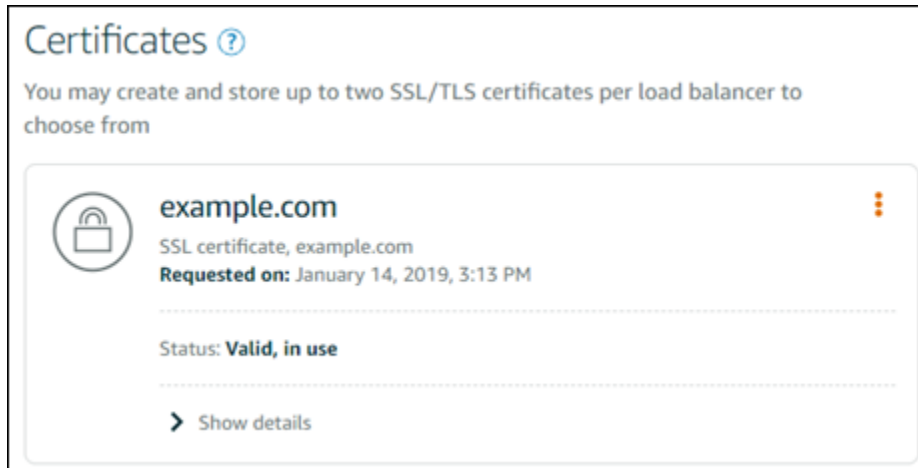 Certificates ?
You may create and store up to two SSL/TLS certificates per load balancer to
choose from
example.com
SSL certificate, example.com
Requested on: January 14, 2019, 3:13 PM
Status: Valid, in use
Show details